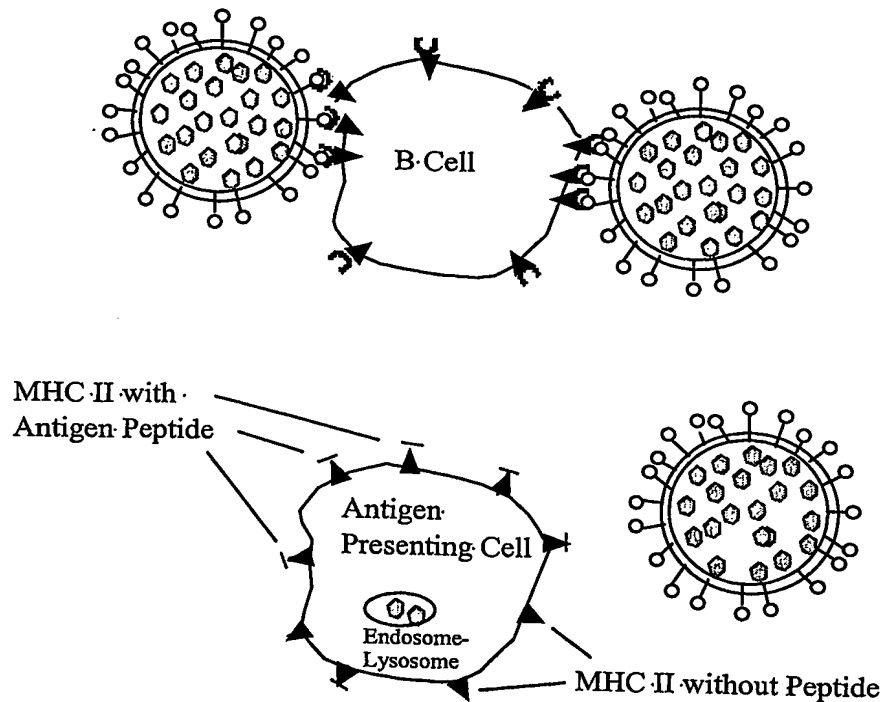 B·Cell
MHC·II·with·
Antigen·Peptide
Antigen·
Presenting·Cell
Endosome-
Lysosome
MHC·II·without·Peptide